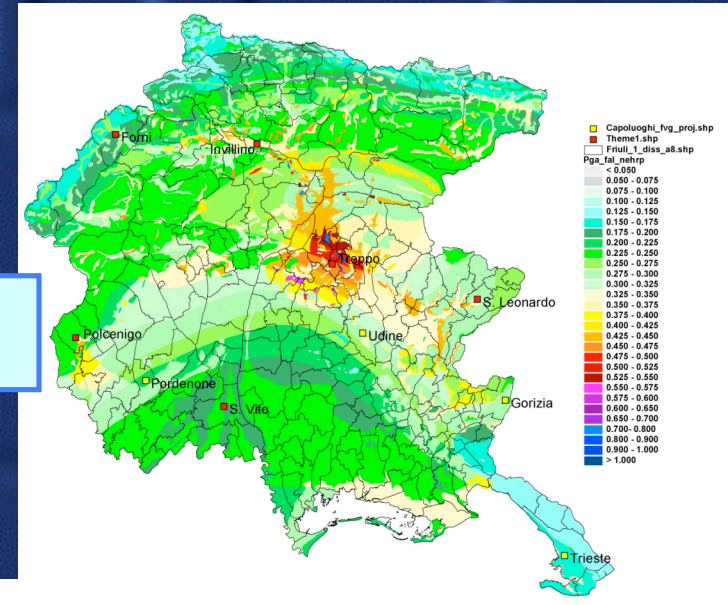 Forni
Invillino
Treppo
S. Leonardo
Polcenigo
Udine
Pordenone
S. Vito
Gorizia
Trieste
Capoluoghi_fvg_proj.shp
Theme1.shp
Friuli_1_diss_a8.shp
Pga_fal_nehrp
< 0.050
0.050 - 0.075
0.075 - 0.100
0.100 - 0.125
0.125 - 0.150
0.150 - 0.175
0.175 - 0.200
0.200 - 0.225
0.225 - 0.250
0.250 - 0.275
0.275 - 0.300
0.300 - 0.325
0.325 - 0.350
0.350 - 0.375
0.375 - 0.400
0.400 - 0.425
0.425 - 0.450
0.450 - 0.475
0.475 - 0.500
0.500 - 0.525
0.525 - 0.550
0.550 - 0.575
0.575 - 0.600
0.600 - 0.650
0.650 - 0.700
0.700- 0.800
0.800 - 0.900
0.900 - 1.000
> 1.000